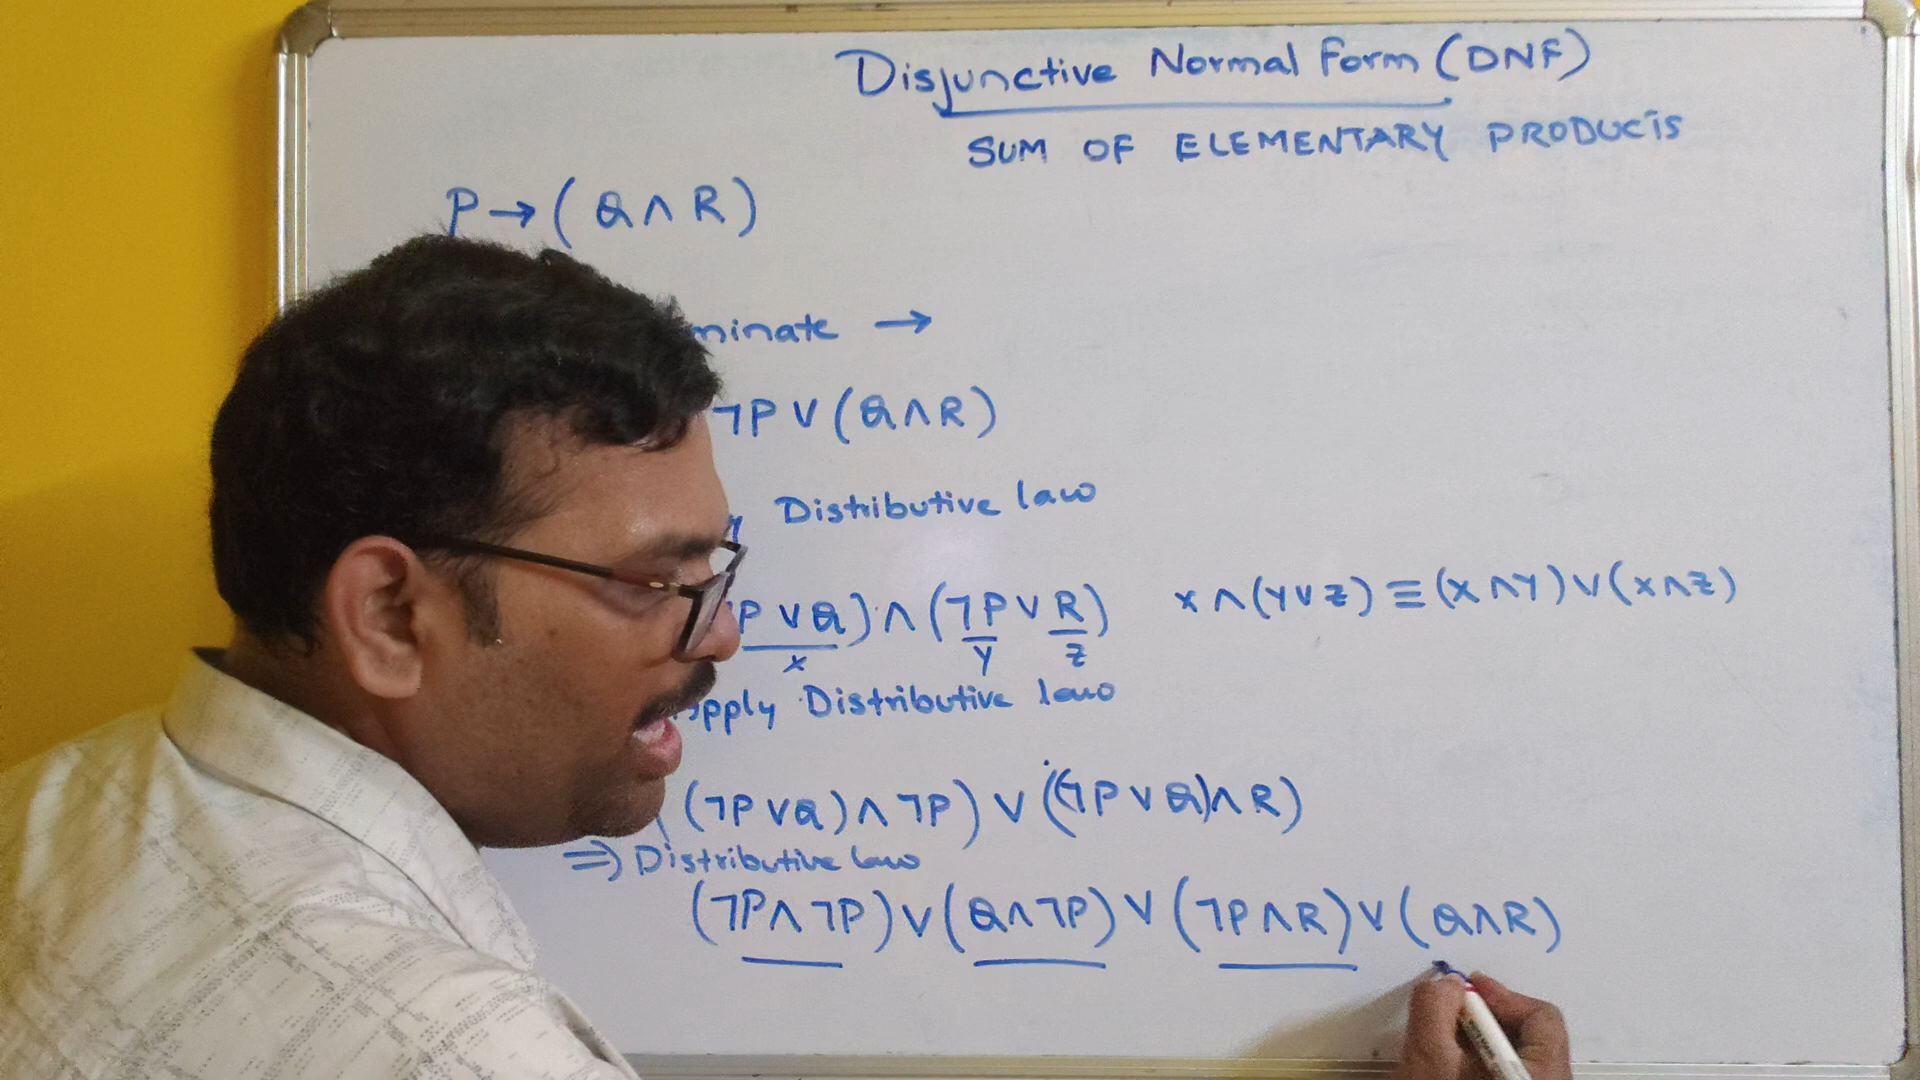 Disjunctive Normal Form (DNF)
SUM OF ELEMENTARY PRODUCTS
P → ( Q ∧ R )
minate →
¬P ∨ (Q ∧ R)
y Distributive law
P ∨ Q) ∧ (¬P ∨ R) x ∧ (y ∨ z) ≡ (x ∧ y) ∨ (x ∧ z)
x y z
pply Distributive law
(¬P ∨ Q) ∧ ¬P) ∨ ((¬P ∨ Q) ∧ R)
⇒ Distributive law
(¬P ∧ ¬P) ∨ (Q ∧ ¬P) ∨ (¬P ∧ R) ∨ (Q ∧ R)